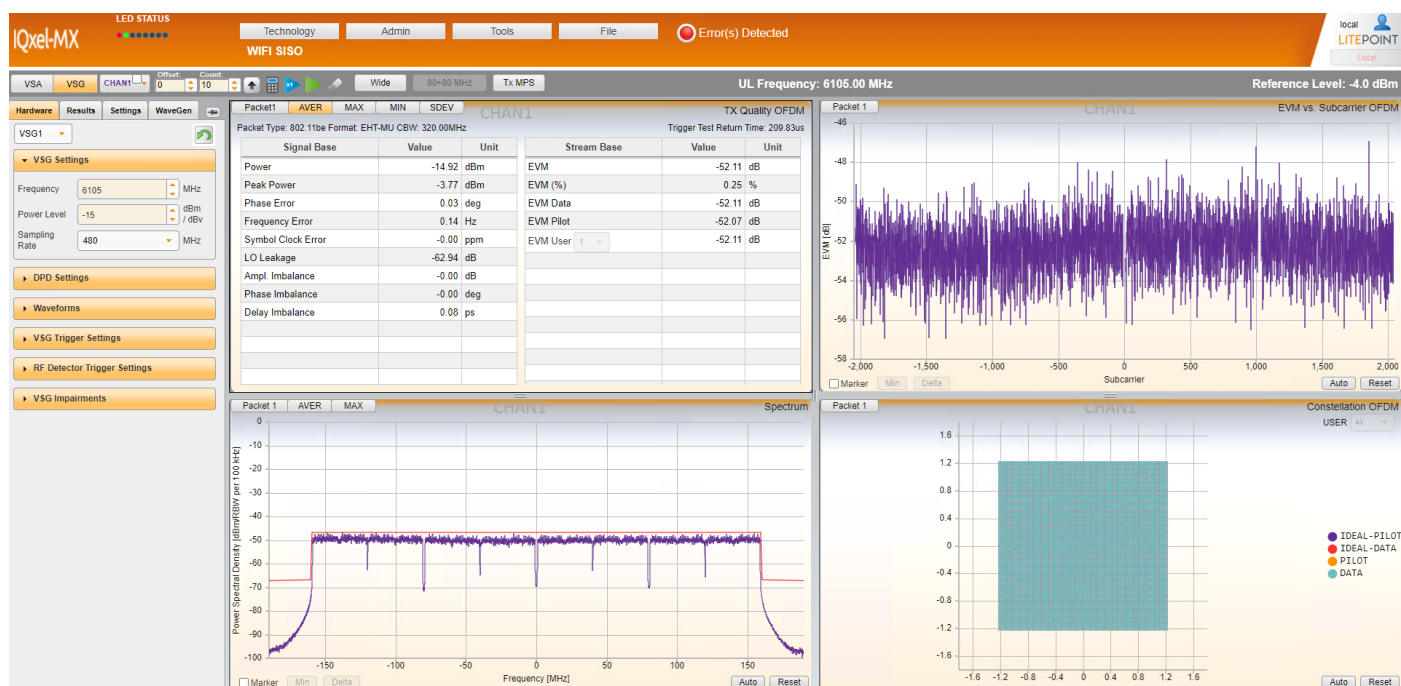 LED STATUS
IQxel-MX
Technology Admin Tools File Error(s) Detected
WIFI SISO
local
LITEPOINT
Local
VSA VSG CHAN1 Offset: 0 Count: 10 Wide 80+80 MHz Tx MPS UL Frequency: 6105.00 MHz Reference Level: -4.0 dBm
Hardware Results Settings WaveGen
VSG1
VSG Settings
Frequency 6105 MHz
Power Level -15 dBm / dBv
Sampling Rate 480 MHz
DPD Settings
Waveforms
VSG Trigger Settings
RF Detector Trigger Settings
VSG Impairments
Packet1 AVER MAX MIN SDEV CHAN1 TX Quality OFDM
Packet Type: 802.11be Format: EHT-MU CBW: 320.00MHz Trigger Test Return Time: 209.83us
Signal Base Value Unit Stream Base Value Unit
Power -14.92 dBm EVM -52.11 dB
Peak Power -3.77 dBm EVM (%) 0.25 %
Phase Error 0.03 deg EVM Data -52.11 dB
Frequency Error 0.14 Hz EVM Pilot -52.07 dB
Symbol Clock Error -0.00 ppm EVM User 1 -52.11 dB
LO Leakage -62.94 dB
Ampl. Imbalance -0.00 dB
Phase Imbalance -0.00 deg
Delay Imbalance 0.08 ps
Packet 1 CHAN1 EVM vs. Subcarrier OFDM
-46
-48
-50
-52
-54
-56
-58
EVM [dB]
-2,000 -1,500 -1,000 -500 0 500 1,000 1,500 2,000
Subcarrier
Marker Min Delta Auto Reset
Packet 1 AVER MAX CHAN1 Spectrum
0
-10
-20
-30
-40
-50
-60
-70
-80
-90
-100
Power Spectral Density [dBm/RBW per 100 kHz]
-150 -100 -50 0 50 100 150
Frequency [MHz]
Marker Min Delta Auto Reset
Packet 1 CHAN1 Constellation OFDM
USER All
1.6
1.2
0.8
0.4
0
-0.4
-0.8
-1.2
-1.6
-1.6 -1.2 -0.8 -0.4 0 0.4 0.8 1.2 1.6
IDEAL-PILOT
IDEAL-DATA
PILOT
DATA
Auto Reset